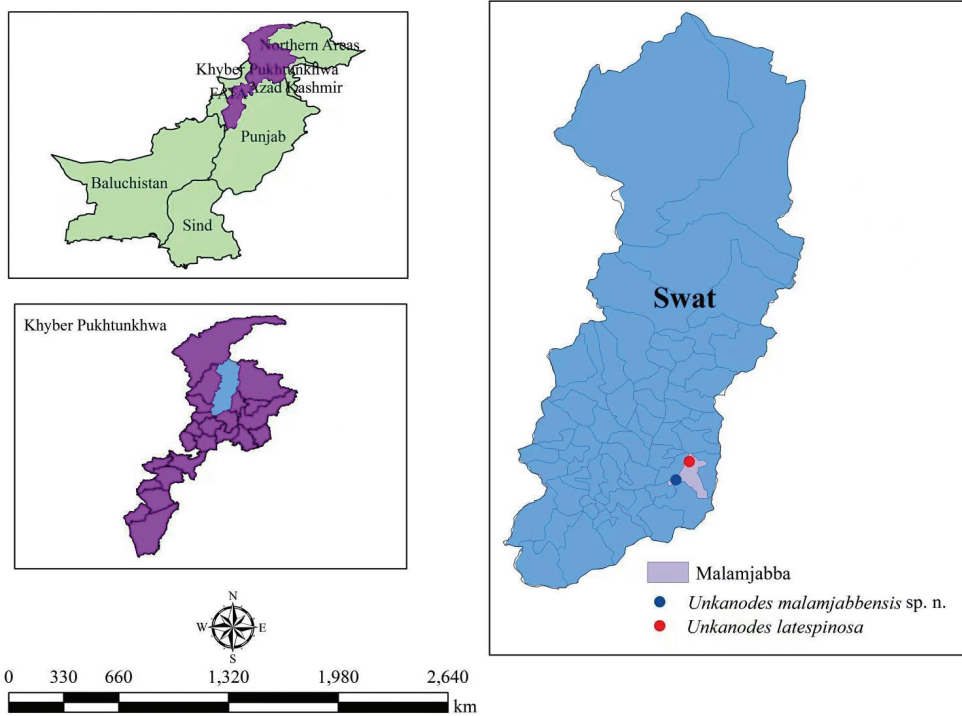 Northern Areas
Khyber Pukhtunkhwa
FATA Azad Kashmir
Punjab
Baluchistan
Sind
Khyber Pukhtunkhwa
N
W E
S
0 330 660 1,320 1,980 2,640
km
Swat
Malamjabba
Unkanodes malamjabbensis sp. n.
Unkanodes latespinosa